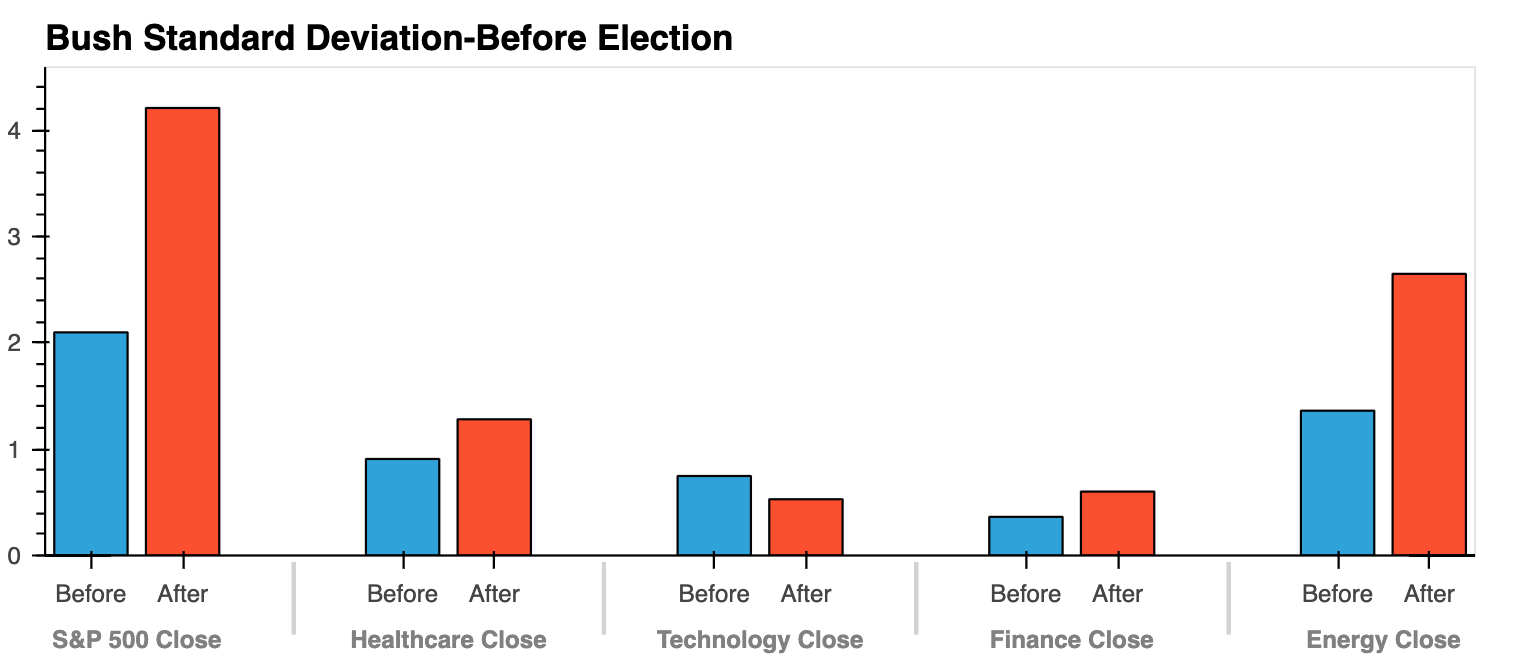 Bush Standard Deviation-Before Election
4
3
2
1
0
Before After Before After Before After Before After Before After
S&P 500 Close Healthcare Close Technology Close Finance Close Energy Close